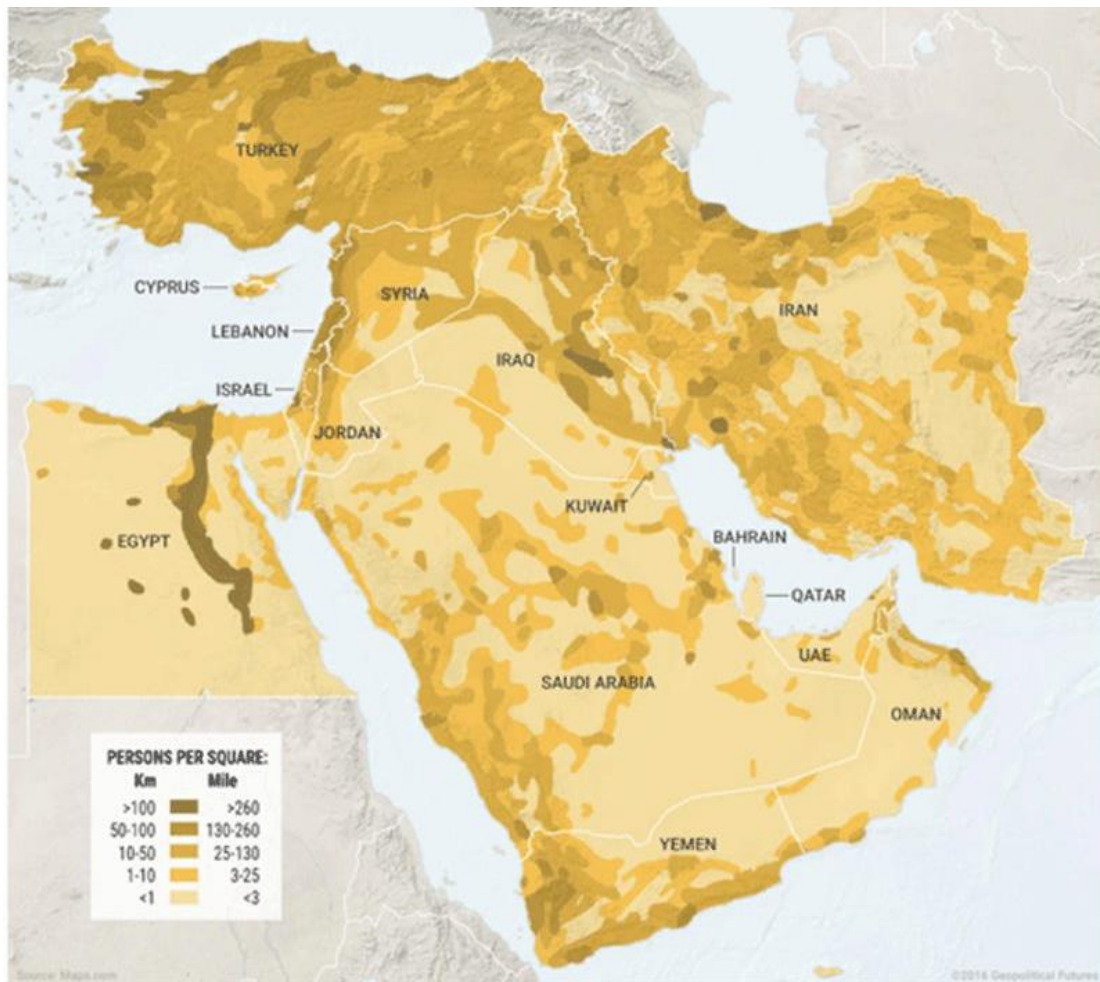 TURKEY
CYPRUS
SYRIA
LEBANON
IRAN
IRAQ
ISRAEL
JORDAN
KUWAIT
EGYPT
BAHRAIN
QATAR
UAE
SAUDI ARABIA
OMAN
YEMEN
PERSONS PER SQUARE:
Km Mile
>100 >260
50-100 130-260
10-50 25-130
1-10 3-25
<1 <3
Source: Maps.com
©2016 Geopolitical Futures